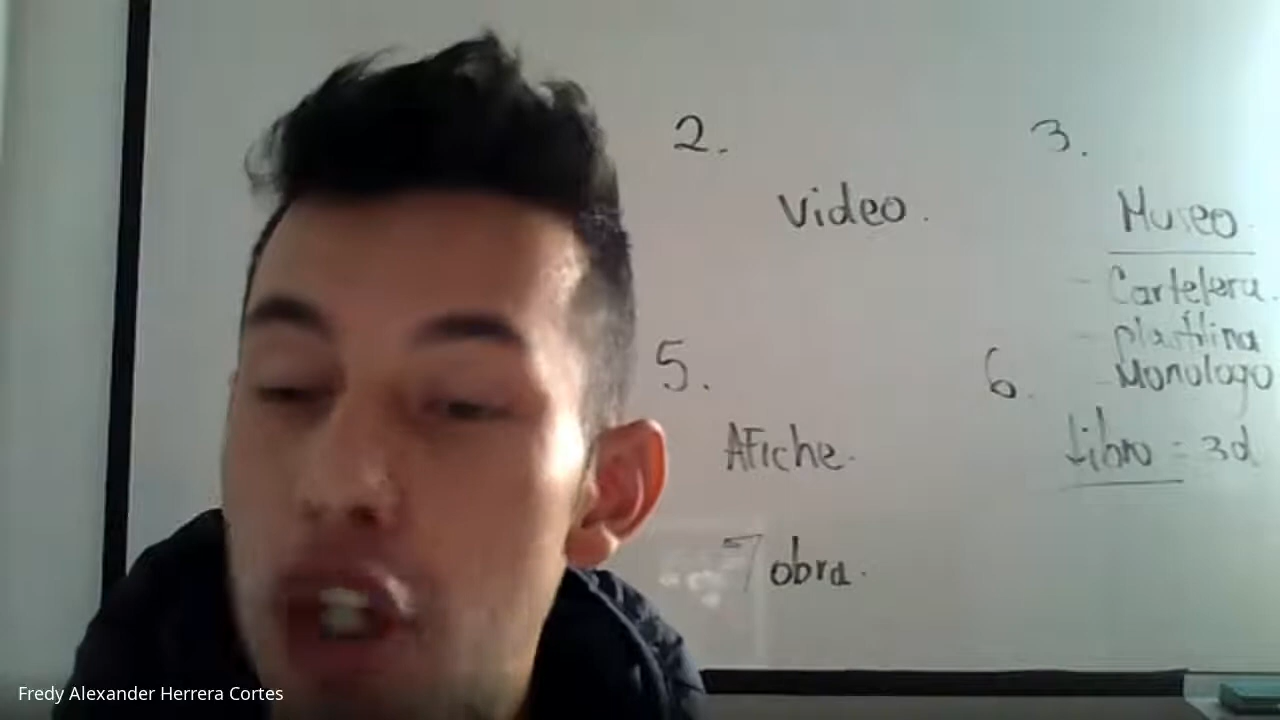 2.
Video.
3.
Museo.
- Cartelera.
- plastilina
- Monologo
5.
Afiche.
6.
libro = 3d
7 obra.
Fredy Alexander Herrera Cortes